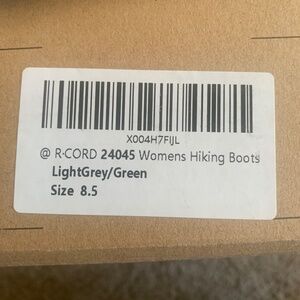 X004H7FIJL
@ R·CORD 24045 Womens Hiking Boots
LightGrey/Green
Size 8.5